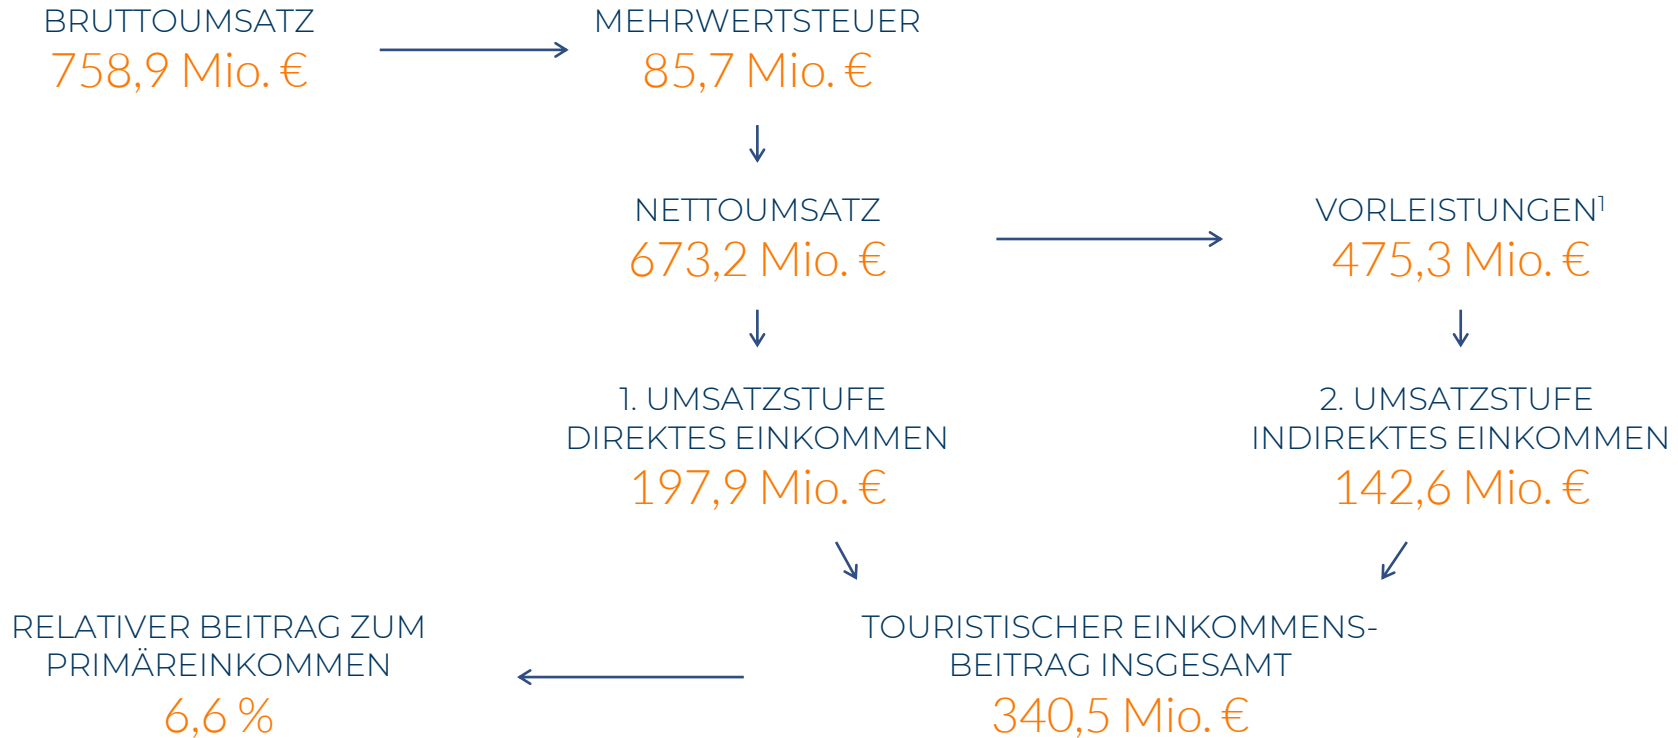 BRUTTOUMSATZ
758,9 Mio. €
MEHRWERTSTEUER
85,7 Mio. €
NETTOUMSATZ
673,2 Mio. €
VORLEISTUNGEN¹
475,3 Mio. €
1. UMSATZSTUFE
DIREKTES EINKOMMEN
197,9 Mio. €
2. UMSATZSTUFE
INDIREKTES EINKOMMEN
142,6 Mio. €
RELATIVER BEITRAG ZUM
PRIMÄREINKOMMEN
6,6 %
TOURISTISCHER EINKOMMENS-
BEITRAG INSGESAMT
340,5 Mio. €